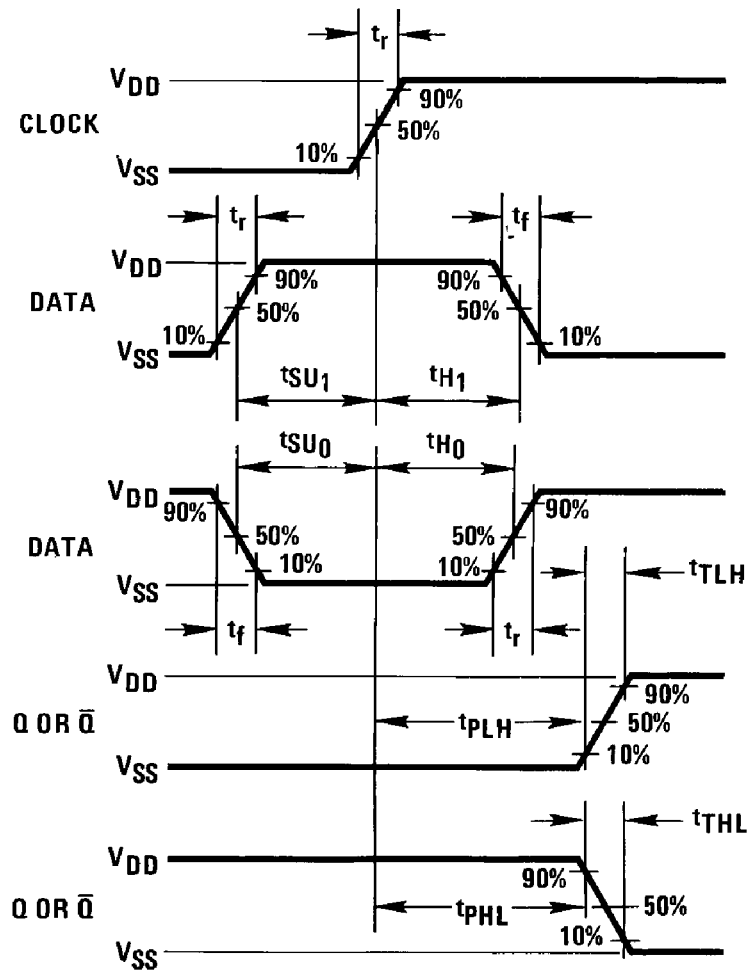 tr
VDD
90%
CLOCK
50%
10%
VSS
tr
tf
VDD
90%
90%
DATA
50%
50%
10%
10%
VSS
tSU1
tH1
tSU0
tH0
VDD
90%
90%
50%
50%
DATA
10%
10%
tTLH
VSS
tf
tr
VDD
90%
Q OR Q̅
tPLH
50%
10%
VSS
tTHL
VDD
90%
Q OR Q̅
tPHL
50%
10%
VSS